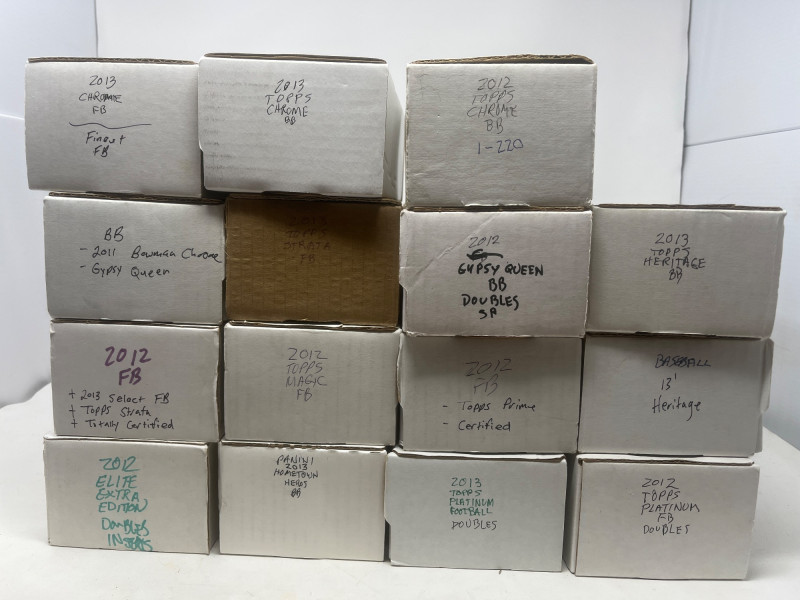 2013
CHROME
FB
Finest
FB
2013
TOPPS
CHROME
BB
2012
TOPPS
CHROME
BB
1-220
BB
- 2011 Bowman Chrome
- Gypsy Queen
2013
TOPPS
STRATA
FB
2012
GYPSY QUEEN
BB
DOUBLES
SP
2013
TOPPS
HERITAGE
BB
2012
FB
+ 2013 Select FB
+ Topps Strata
+ Totally Certified
2012
TOPPS
MAGIC
FB
2012
FB
- Topps Prime
- Certified
BASEBALL
13'
Heritage
2012
ELITE
EXTRA
EDITION
DOUBLES
PANINI
2013
HOMETOWN
HEROS
BB
2013
TOPPS
PLATINUM
FOOTBALL
DOUBLES
2012
TOPPS
PLATINUM
FB
DOUBLES